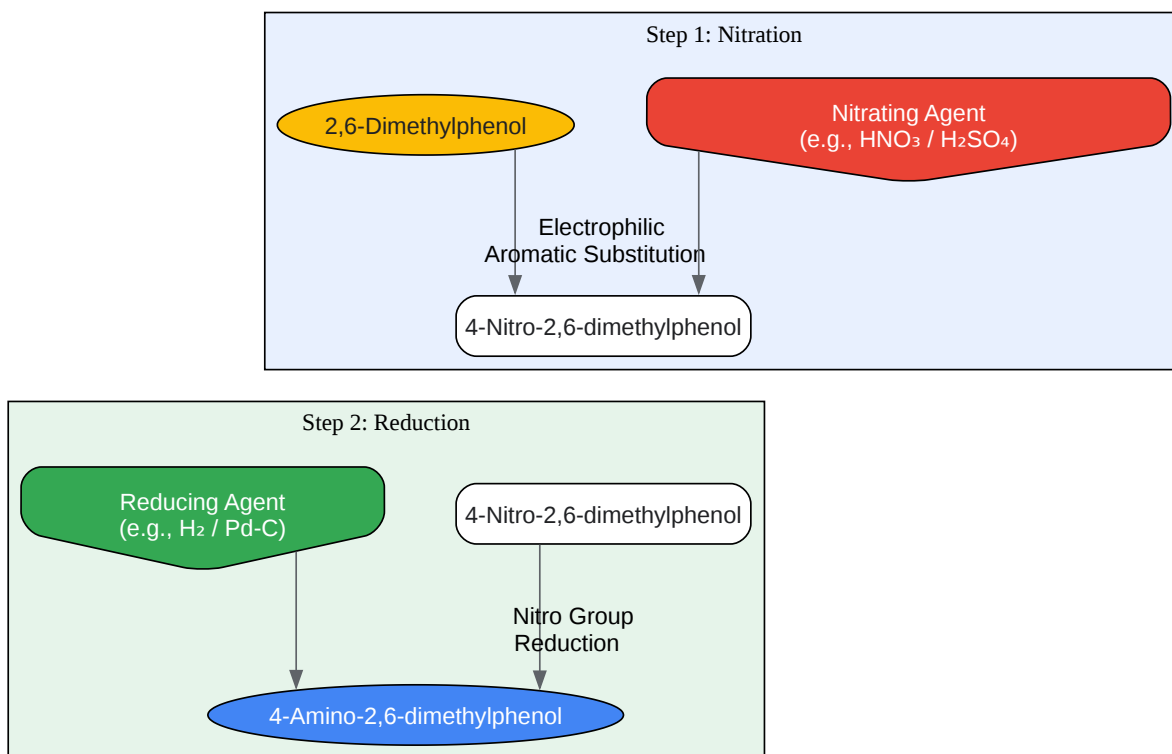 Step 1: Nitration
2,6-Dimethylphenol
Nitrating Agent
(e.g., HNO₃ / H₂SO₄)
Electrophilic
Aromatic Substitution
4-Nitro-2,6-dimethylphenol
Step 2: Reduction
Reducing Agent
(e.g., H₂ / Pd-C)
4-Nitro-2,6-dimethylphenol
Nitro Group
Reduction
4-Amino-2,6-dimethylphenol